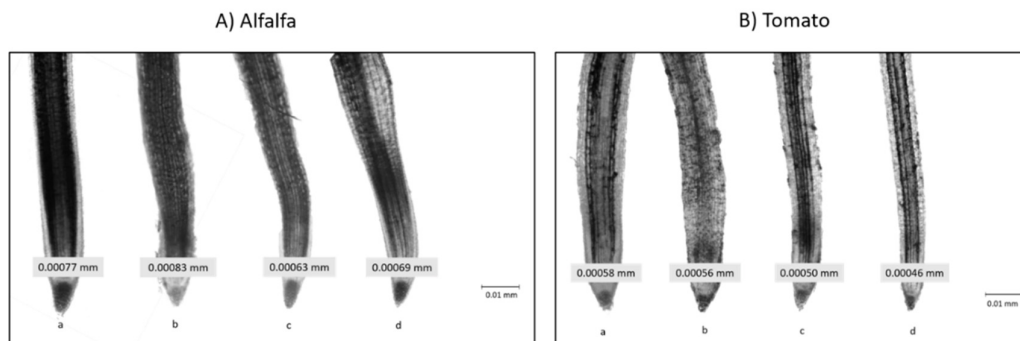 A) Alfalfa
B) Tomato
0.00077 mm
0.00083 mm
0.00063 mm
0.00069 mm
0.01 mm
a
b
c
d
0.00058 mm
0.00056 mm
0.00050 mm
0.00046 mm
0.01 mm
a
b
c
d